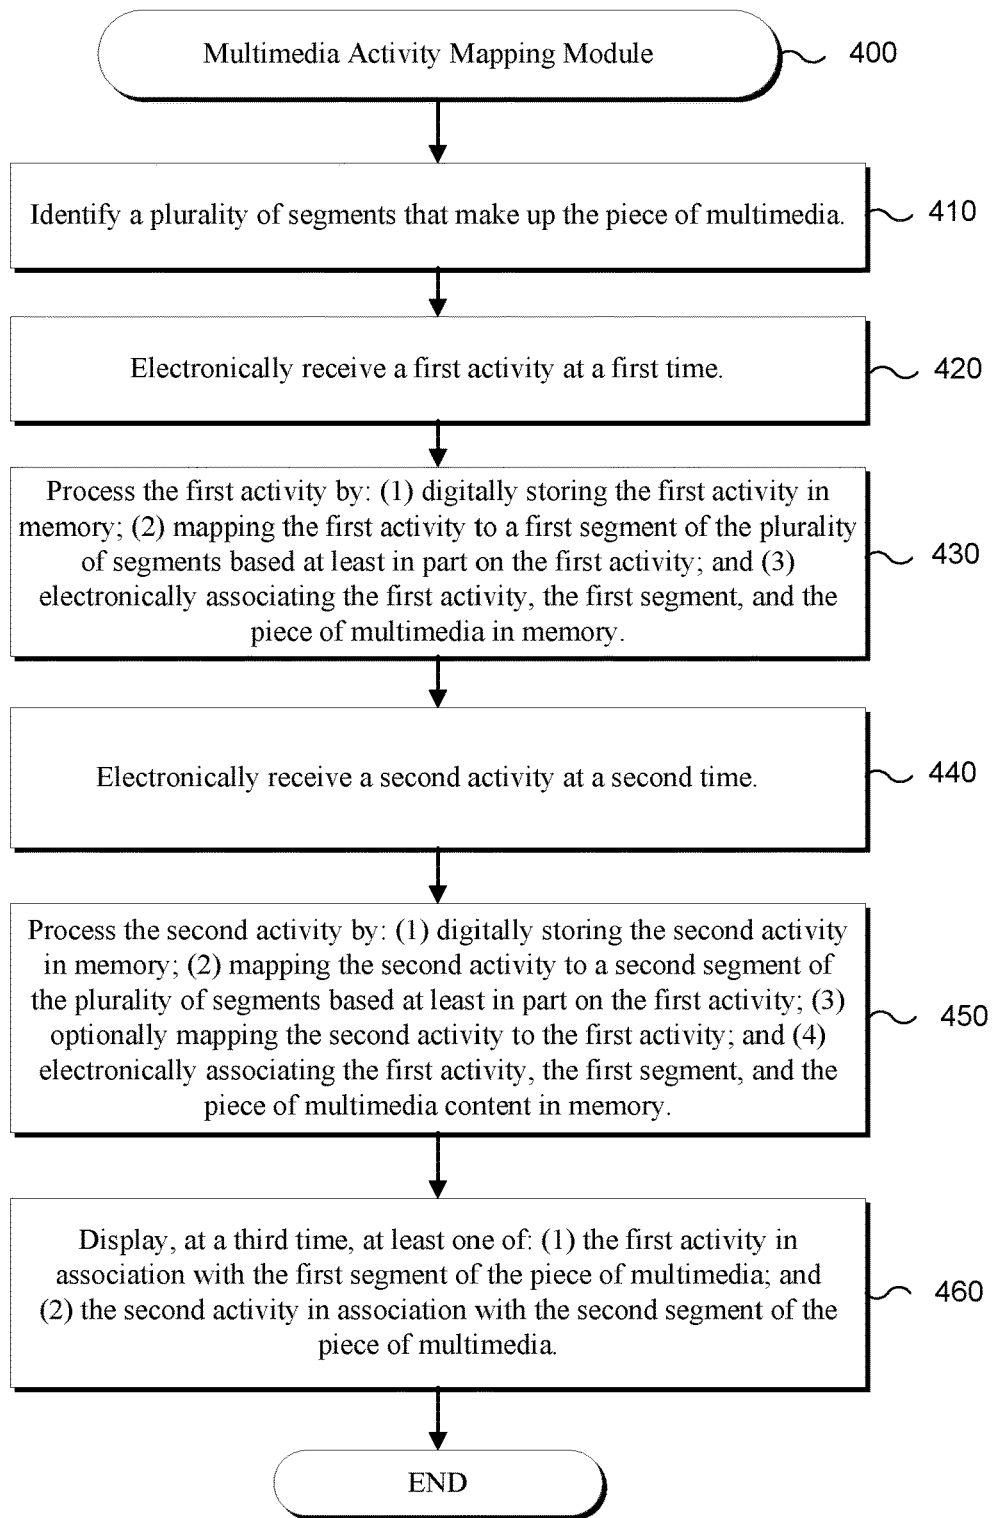 Multimedia Activity Mapping Module
400
Identify a plurality of segments that make up the piece of multimedia.
410
Electronically receive a first activity at a first time.
420
Process the first activity by: (1) digitally storing the first activity in
memory; (2) mapping the first activity to a first segment of the plurality
of segments based at least in part on the first activity; and (3)
electronically associating the first activity, the first segment, and the
piece of multimedia in memory.
430
Electronically receive a second activity at a second time.
440
Process the second activity by: (1) digitally storing the second activity
in memory; (2) mapping the second activity to a second segment of
the plurality of segments based at least in part on the first activity; (3)
optionally mapping the second activity to the first activity; and (4)
electronically associating the first activity, the first segment, and the
piece of multimedia content in memory.
450
Display, at a third time, at least one of: (1) the first activity in
association with the first segment of the piece of multimedia; and
(2) the second activity in association with the second segment of the
piece of multimedia.
460
END